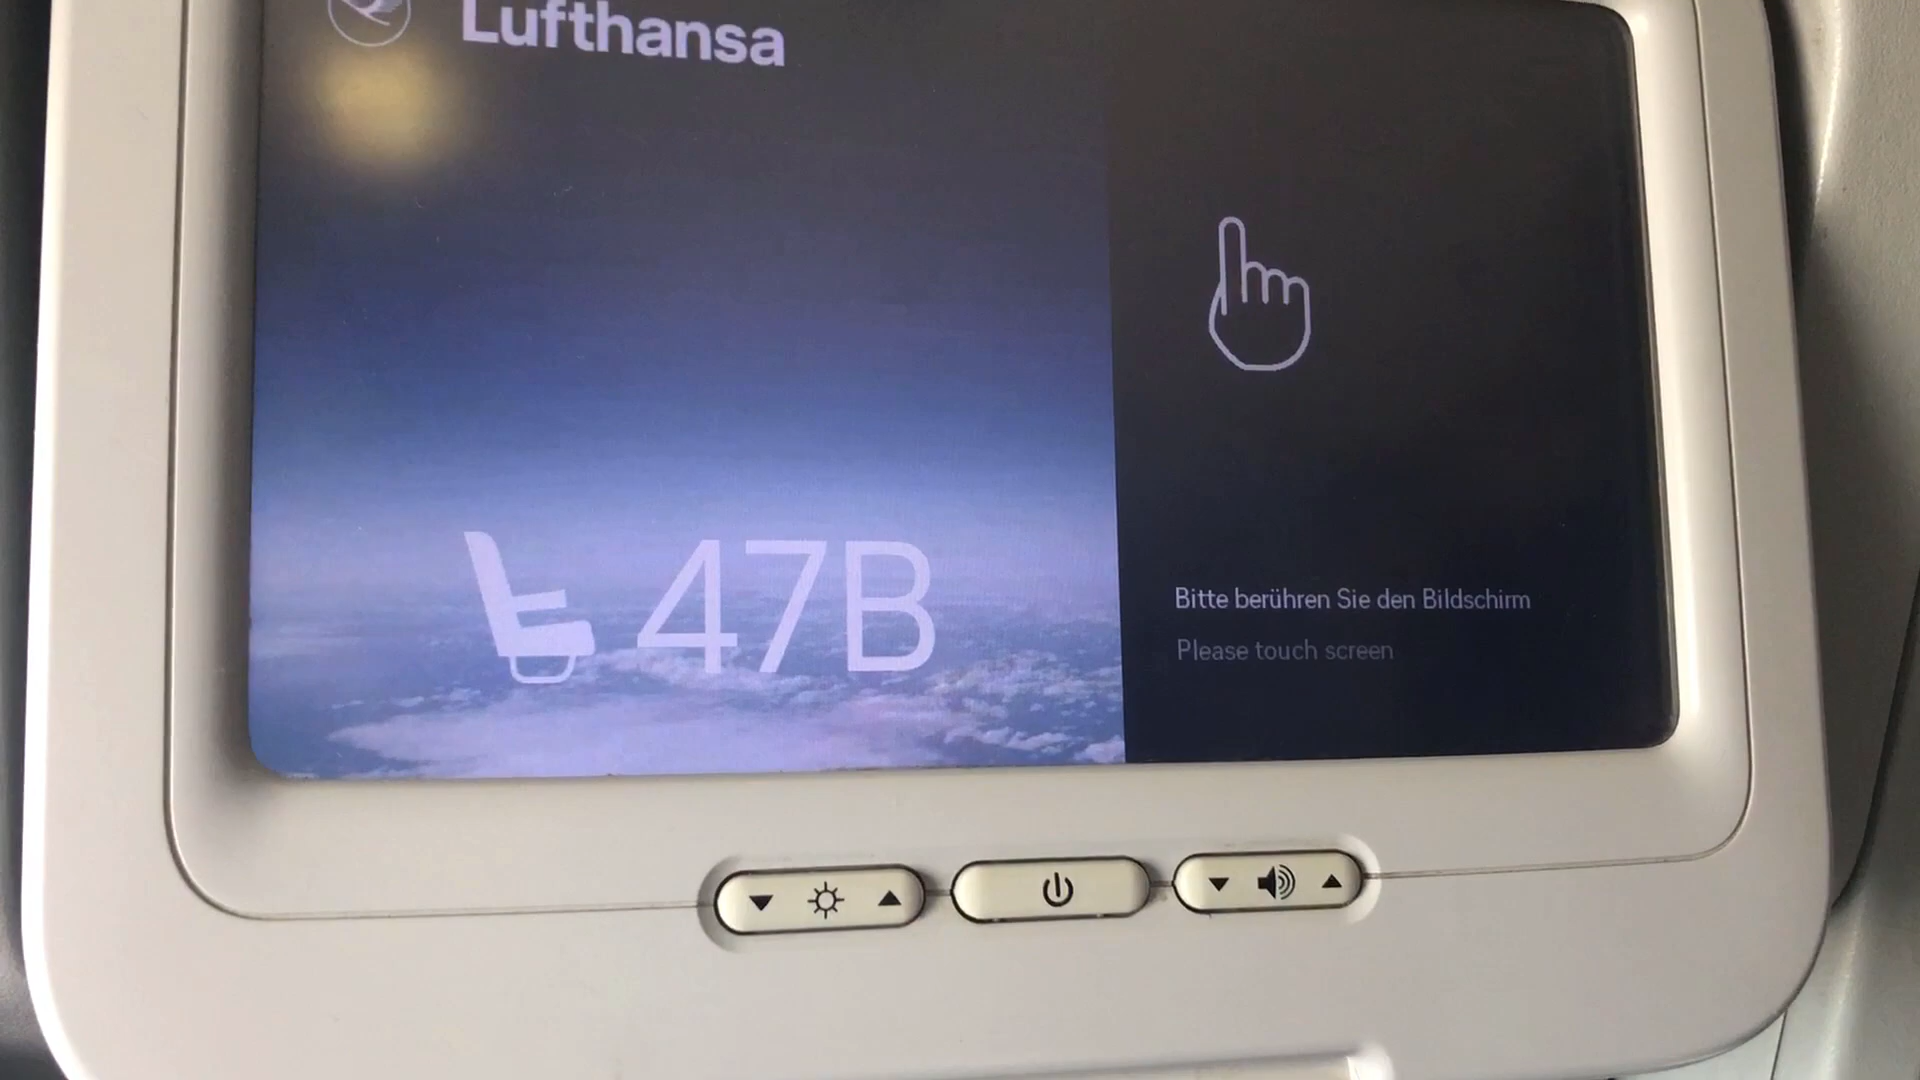 Lufthansa
47B
Bitte berühren Sie den Bildschirm
Please touch screen